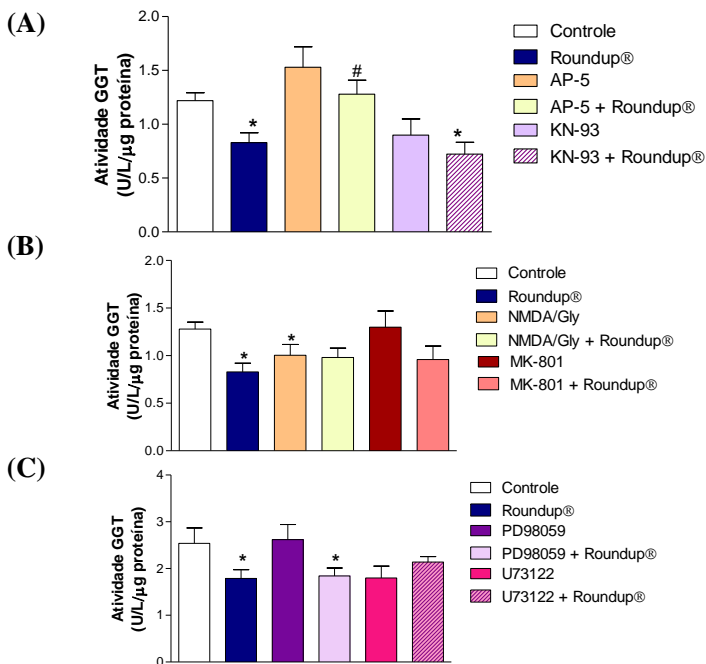 (A)
Atividade GGT
(U/L/µg proteína)
2.0
1.5
1.0
0.5
0.0
*
#
*
Controle
Roundup®
AP-5
AP-5 + Roundup®
KN-93
KN-93 + Roundup®
(B)
Atividade GGT
(U/L/µg proteína)
2.0
1.5
1.0
0.5
0.0
*
*
Controle
Roundup®
NMDA/Gly
NMDA/Gly + Roundup®
MK-801
MK-801 + Roundup®
(C)
Atividade GGT
(U/L/µg proteína)
4
3
2
1
0
*
*
Controle
Roundup®
PD98059
PD98059 + Roundup®
U73122
U73122 + Roundup®